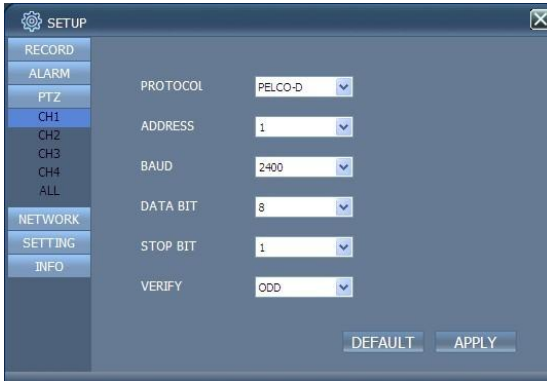 SETUP
RECORD
ALARM
PTZ
CH1
CH2
CH3
CH4
ALL
NETWORK
SETTING
INFO
PROTOCOL PELCO-D
ADDRESS 1
BAUD 2400
DATA BIT 8
STOP BIT 1
VERIFY ODD
DEFAULT APPLY